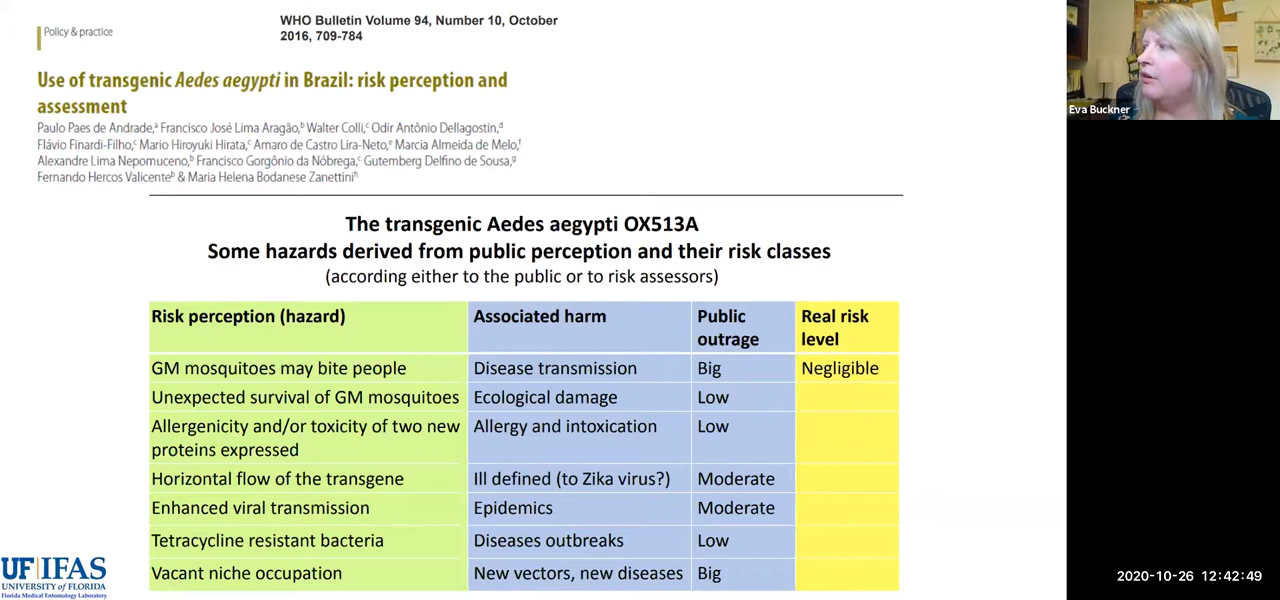 WHO Bulletin Volume 94, Number 10, October
2016, 709-784
Policy & practice
Use of transgenic Aedes aegypti in Brazil: risk perception and
assessment
Paulo Paes de Andrade,ᵃ Francisco José Lima Aragão,ᵇ Walter Colli,ᶜ Odir Antônio Dellagostin,ᵈ
Flávio Finardi-Filho,ᶜ Mario Hiroyuki Hirata,ᶜ Amaro de Castro Lira-Neto,ᵉ Marcia Almeida de Melo,ᶠ
Alexandre Lima Nepomuceno,ᵇ Francisco Gorgônio da Nóbrega,ᶜ Gutemberg Delfino de Sousa,ᵍ
Fernando Hercos Valicenteᵇ & Maria Helena Bodanese Zanettiniʰ
The transgenic Aedes aegypti OX513A
Some hazards derived from public perception and their risk classes
(according either to the public or to risk assessors)
Risk perception (hazard) Associated harm Public outrage Real risk level
GM mosquitoes may bite people Disease transmission Big Negligible
Unexpected survival of GM mosquitoes Ecological damage Low
Allergenicity and/or toxicity of two new proteins expressed Allergy and intoxication Low
Horizontal flow of the transgene Ill defined (to Zika virus?) Moderate
Enhanced viral transmission Epidemics Moderate
Tetracycline resistant bacteria Diseases outbreaks Low
Vacant niche occupation New vectors, new diseases Big
UF IFAS
UNIVERSITY of FLORIDA
Florida Medical Entomology Laboratory
Eva Buckner
2020-10-26 12:42:49